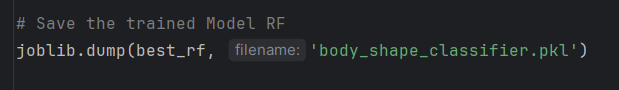 # Save the trained Model RF
joblib.dump(best_rf, filename: 'body_shape_classifier.pkl')